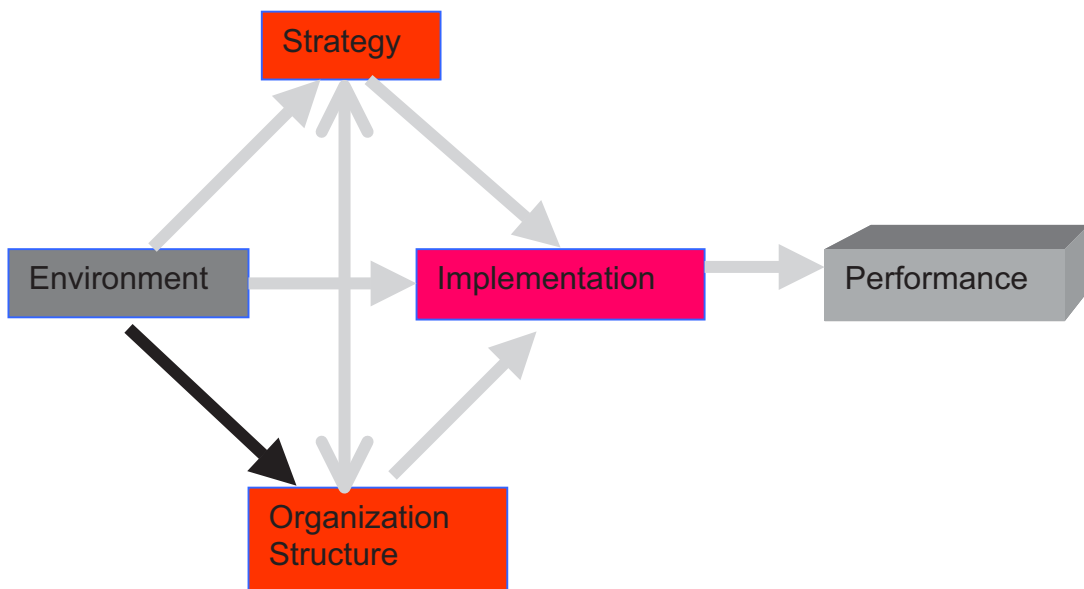 Strategy
Environment
Implementation
Performance
Organization
Structure